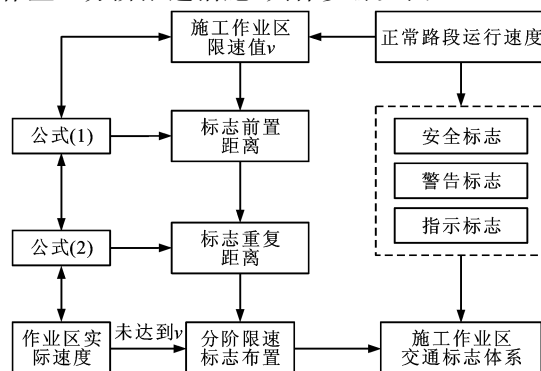 施工作业区
限速值v
正常路段运行速度
公式(1)
标志前置
距离
安全标志
警告标志
指示标志
公式(2)
标志重复
距离
作业区实
际速度
未达到v
分阶限速
标志布置
施工作业区
交通标志体系